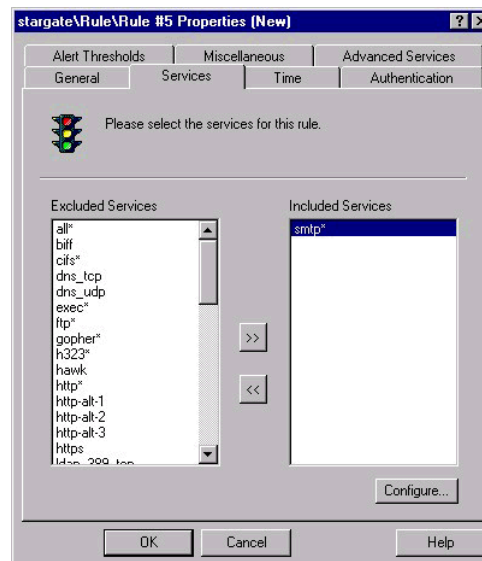 stargate\Rule\Rule #5 Properties (New)
Alert Thresholds Miscellaneous Advanced Services
General Services Time Authentication
Please select the services for this rule.
Excluded Services Included Services
all* smtp*
biff
cifs*
dns_tcp
dns_udp
exec*
ftp*
gopher*
h323*
hawk
http*
http-alt-1
http-alt-2
http-alt-3
https
ldap_389_tcp
>>
<<
Configure...
OK Cancel Help